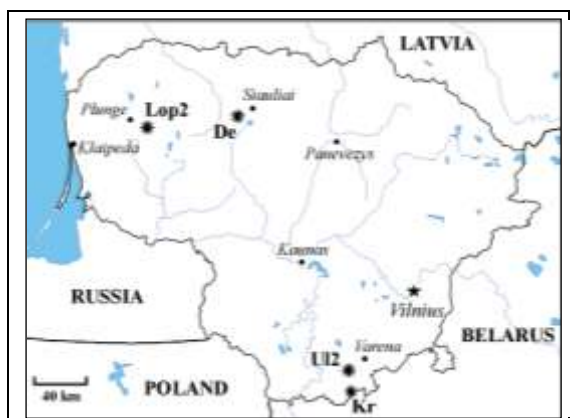 LATVIA
Plunge
Lop2
Siauliai
De
Klaipeda
Panevezys
Kaunas
RUSSIA
Vilnius
BELARUS
Ul2
Varena
POLAND
Kr
40 km